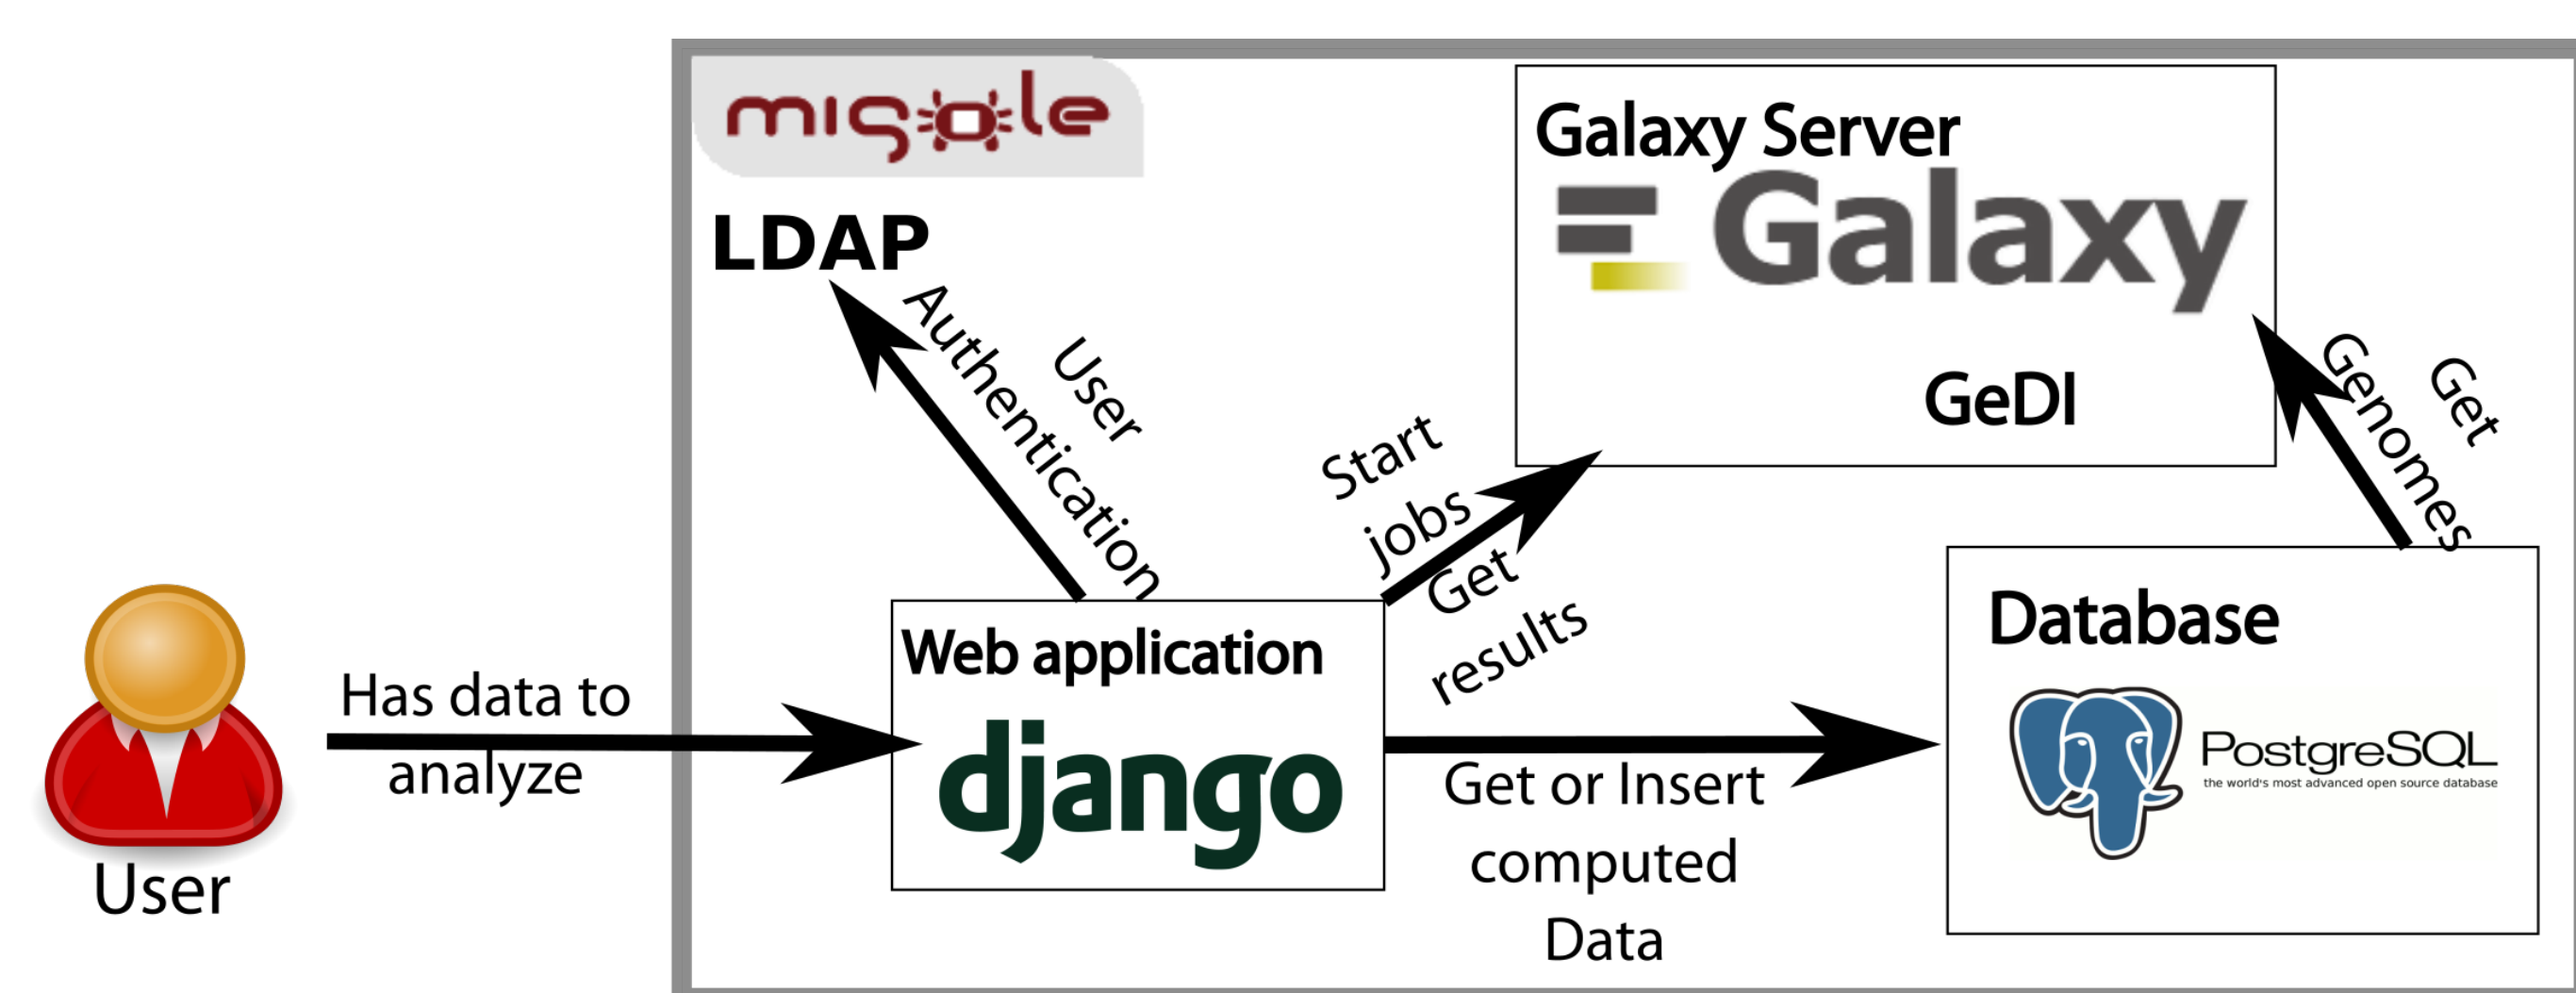 migale
LDAP
User
Authentication
Galaxy Server
Galaxy
GeDI
Get
Genomes
Start
jobs
Get
results
Web application
django
Database
PostgreSQL
the world's most advanced open source database
Has data to
analyze
Get or Insert
computed
Data
User